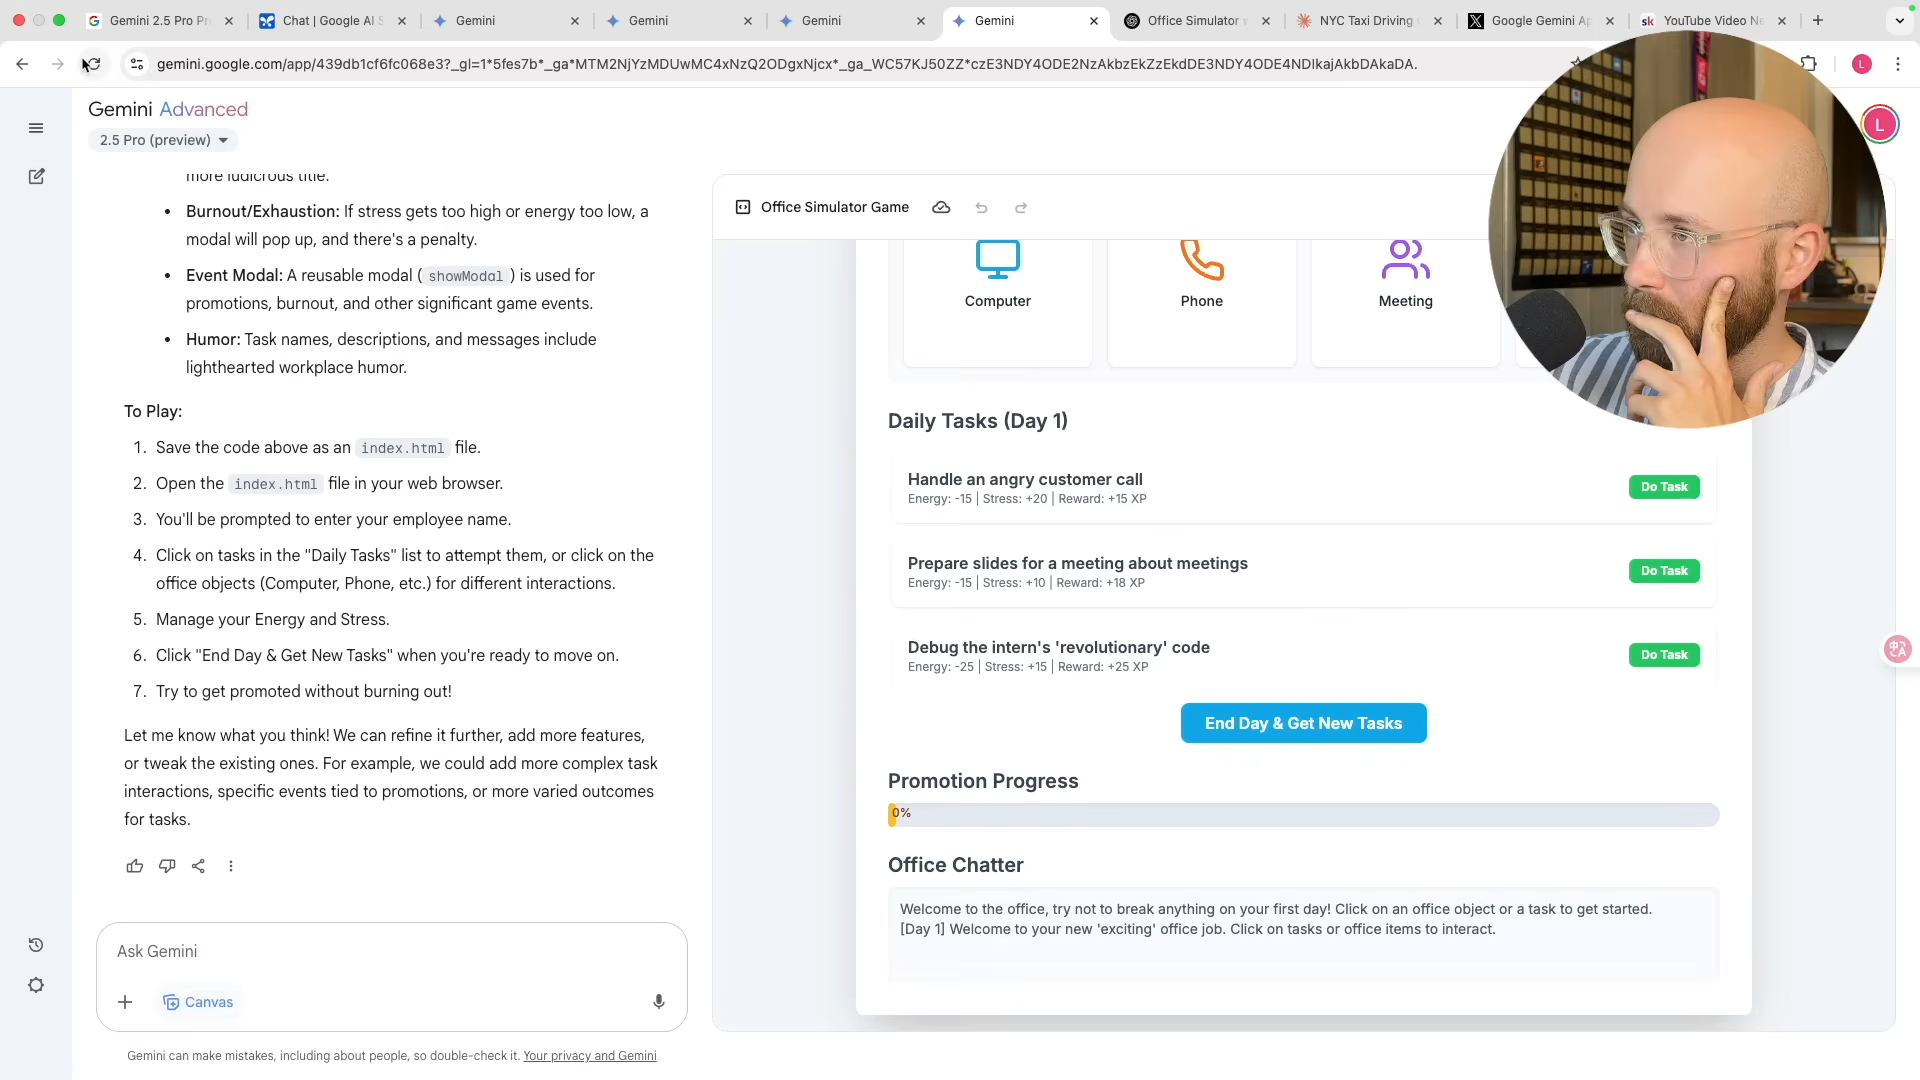 Gemini 2.5 Pro Pr
Chat | Google AI S
Gemini
Gemini
Gemini
Gemini
Office Simulator w
NYC Taxi Driving
Google Gemini Ap
YouTube Video Ne
gemini.google.com/app/439db1cf6fc068e3?_gl=1*5fes7b*_ga*MTM2NjYzMDUwMC4xNzQ2ODgxNjcx*_ga_WC57KJ50ZZ*czE3NDY4ODE2NzAkbzEkZzEkdDE3NDY4ODE4NDIkajAkbDAkaDA.
L
Gemini Advanced
2.5 Pro (preview)
L
more ludicrous title.
• Burnout/Exhaustion: If stress gets too high or energy too low, a
modal will pop up, and there's a penalty.
• Event Modal: A reusable modal ( showModal ) is used for
promotions, burnout, and other significant game events.
• Humor: Task names, descriptions, and messages include
lighthearted workplace humor.
To Play:
1. Save the code above as an index.html file.
2. Open the index.html file in your web browser.
3. You'll be prompted to enter your employee name.
4. Click on tasks in the "Daily Tasks" list to attempt them, or click on the
office objects (Computer, Phone, etc.) for different interactions.
5. Manage your Energy and Stress.
6. Click "End Day & Get New Tasks" when you're ready to move on.
7. Try to get promoted without burning out!
Let me know what you think! We can refine it further, add more features,
or tweak the existing ones. For example, we could add more complex task
interactions, specific events tied to promotions, or more varied outcomes
for tasks.
Ask Gemini
Canvas
Gemini can make mistakes, including about people, so double-check it. Your privacy and Gemini
Office Simulator Game
Computer
Phone
Meeting
Daily Tasks (Day 1)
Handle an angry customer call
Energy: -15 | Stress: +20 | Reward: +15 XP
Do Task
Prepare slides for a meeting about meetings
Energy: -15 | Stress: +10 | Reward: +18 XP
Do Task
Debug the intern's 'revolutionary' code
Energy: -25 | Stress: +15 | Reward: +25 XP
Do Task
End Day & Get New Tasks
Promotion Progress
0%
Office Chatter
Welcome to the office, try not to break anything on your first day! Click on an office object or a task to get started.
[Day 1] Welcome to your new 'exciting' office job. Click on tasks or office items to interact.